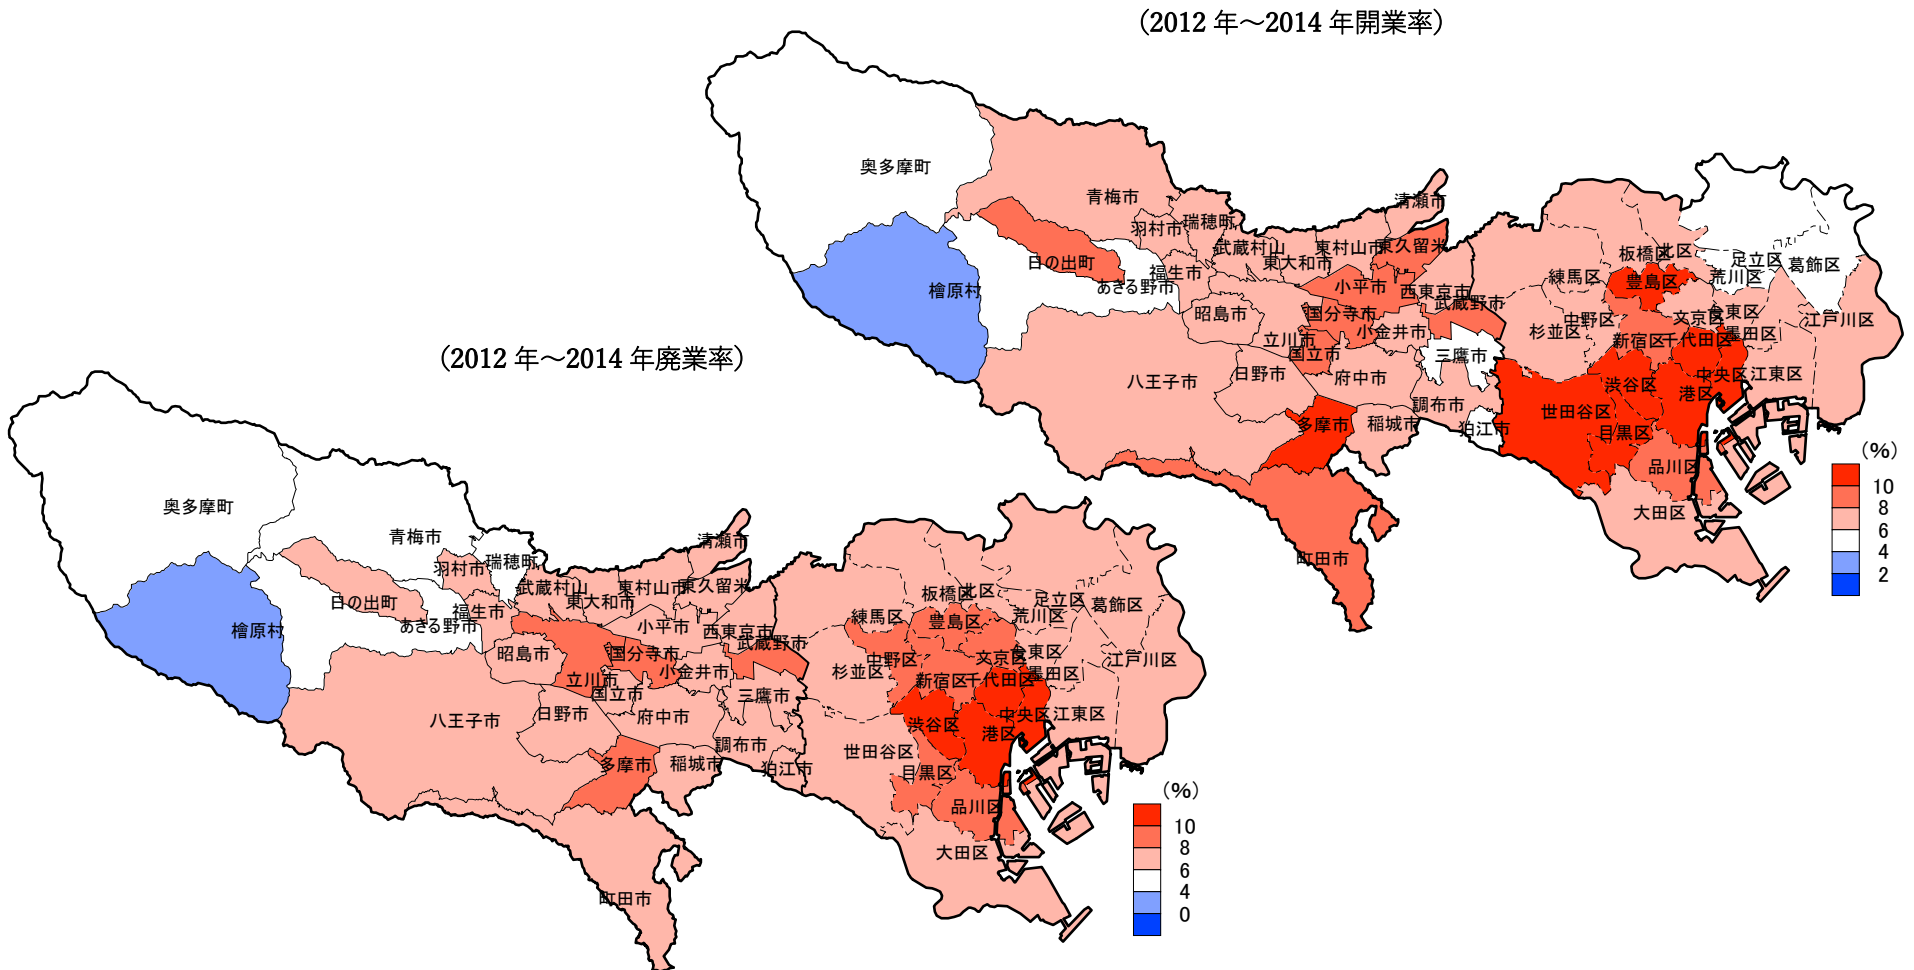 （2012 年～2014 年開業率）
奥多摩町
青梅市
清瀬市
羽村市
瑞穂町
武蔵村山
東村山市
東久留米
東大和市
日の出町
福生市
あきる野市
檜原村
小平市
西東京市
武蔵野市
昭島市
国分寺市
小金井市
立川市
国立市
三鷹市
八王子市
日野市
府中市
調布市
狛江市
多摩市
稲城市
町田市
板橋区
北区
足立区
葛飾区
荒川区
練馬区
豊島区
文京区
台東区
墨田区
江戸川区
中野区
杉並区
新宿区
千代田区
中央区
江東区
渋谷区
港区
世田谷区
目黒区
品川区
大田区
（%）
10
8
6
4
2
（2012 年～2014 年廃業率）
奥多摩町
青梅市
清瀬市
羽村市
瑞穂町
武蔵村山
東村山市
東久留米
東大和市
日の出町
福生市
あきる野市
檜原村
小平市
西東京市
武蔵野市
昭島市
国分寺市
小金井市
立川市
国立市
三鷹市
八王子市
日野市
府中市
調布市
狛江市
多摩市
稲城市
町田市
板橋区
北区
足立区
葛飾区
荒川区
練馬区
豊島区
文京区
台東区
墨田区
江戸川区
中野区
杉並区
新宿区
千代田区
中央区
江東区
渋谷区
港区
世田谷区
目黒区
品川区
大田区
（%）
10
8
6
4
0